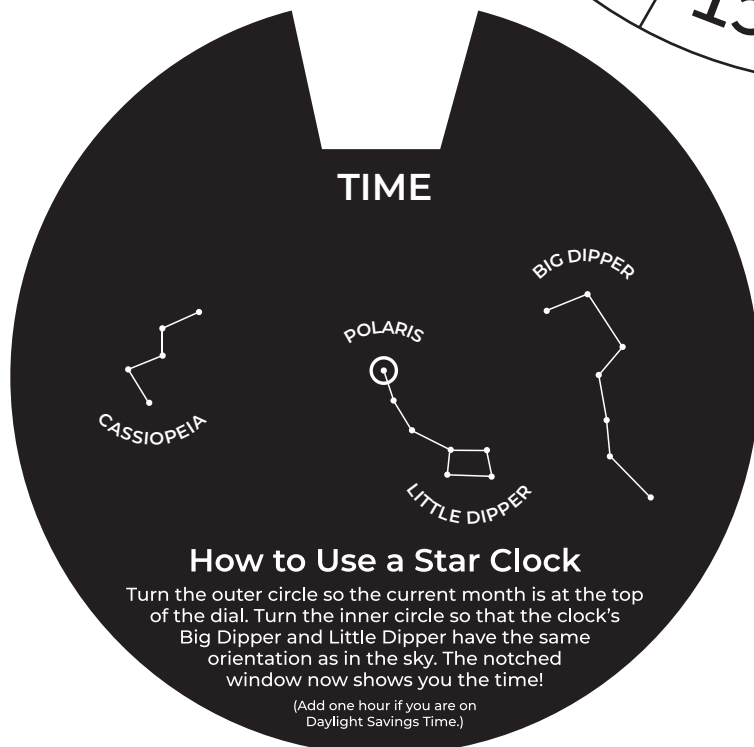 TIME
BIG DIPPER
POLARIS
CASSIOPEIA
LITTLE DIPPER
How to Use a Star Clock
Turn the outer circle so the current month is at the top
of the dial. Turn the inner circle so that the clock's
Big Dipper and Little Dipper have the same
orientation as in the sky. The notched
window now shows you the time!
(Add one hour if you are on
Daylight Savings Time.)